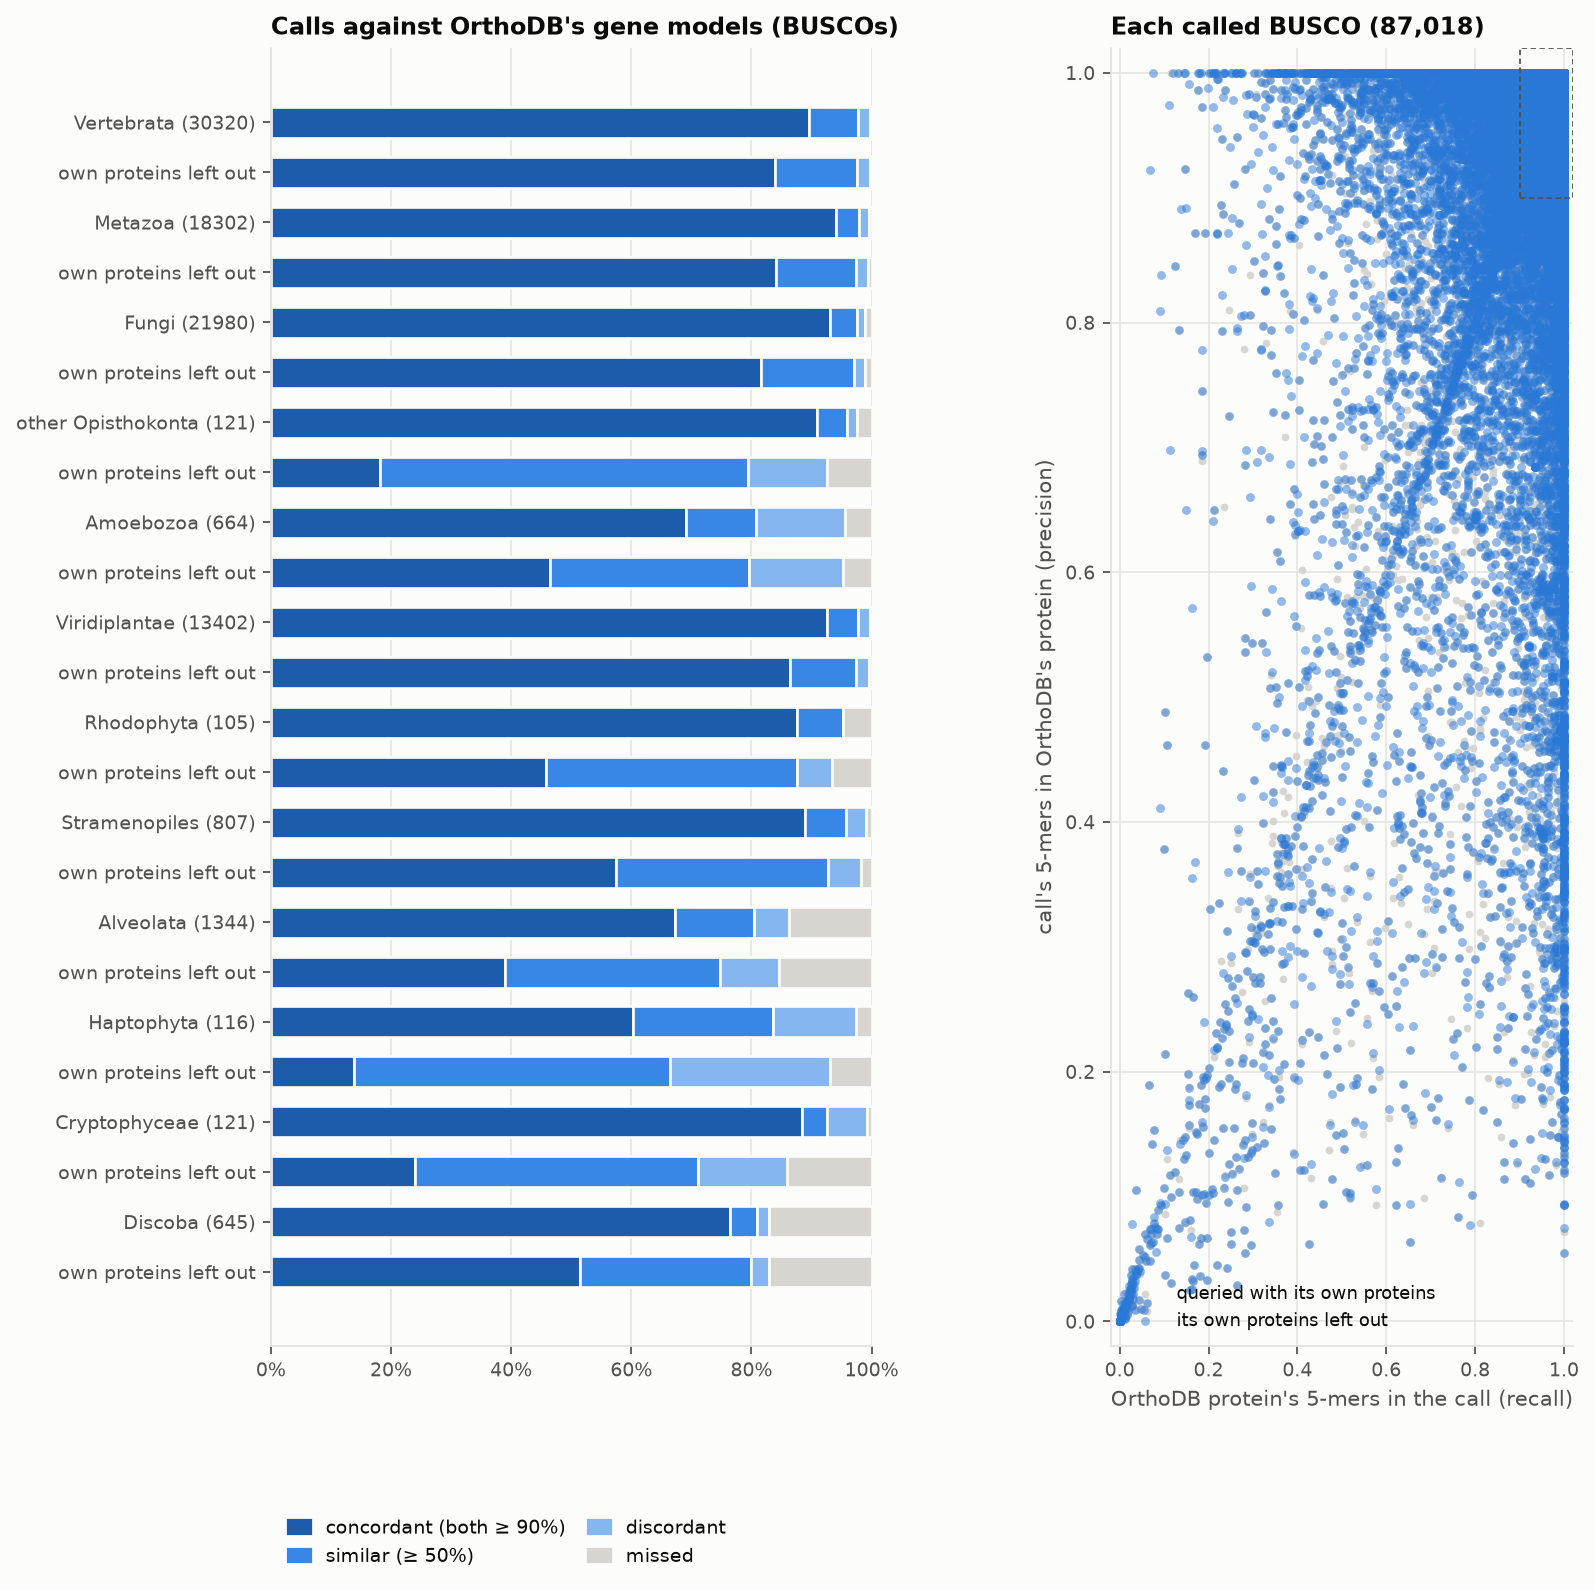 Calls against OrthoDB's gene models (BUSCOs)
Vertebrata (30320)
own proteins left out
Metazoa (18302)
own proteins left out
Fungi (21980)
own proteins left out
other Opisthokonta (121)
own proteins left out
Amoebozoa (664)
own proteins left out
Viridiplantae (13402)
own proteins left out
Rhodophyta (105)
own proteins left out
Stramenopiles (807)
own proteins left out
Alveolata (1344)
own proteins left out
Haptophyta (116)
own proteins left out
Cryptophyceae (121)
own proteins left out
Discoba (645)
own proteins left out
0% 20% 40% 60% 80% 100%
concordant (both ≥ 90%)
similar (≥ 50%)
discordant
missed
Each called BUSCO (87,018)
call's 5-mers in OrthoDB's protein (precision)
1.0
0.8
0.6
0.4
0.2
0.0
queried with its own proteins
its own proteins left out
0.0 0.2 0.4 0.6 0.8 1.0
OrthoDB protein's 5-mers in the call (recall)